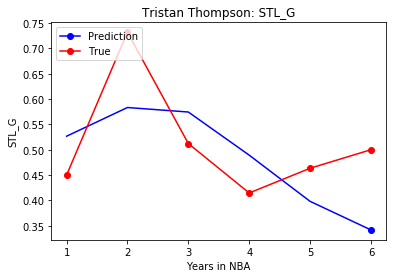 Tristan Thompson: STL_G
0.75
0.70
0.65
0.60
0.55
0.50
0.45
0.40
0.35
STL_G
Prediction
True
1 2 3 4 5 6
Years in NBA